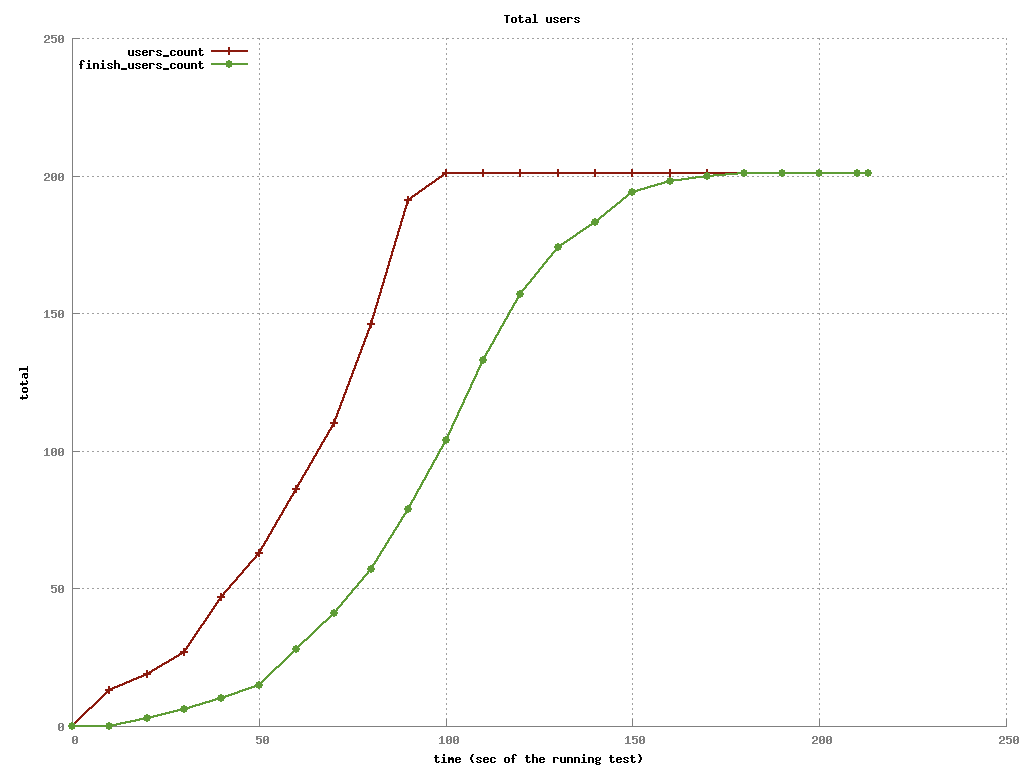 Total users
250
users_count
finish_users_count
200
150
total
100
50
0
0 50 100 150 200 250
time (sec of the running test)